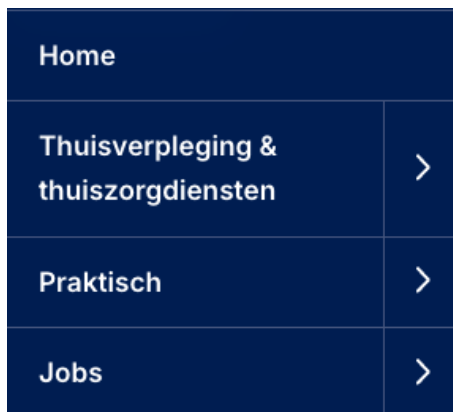 Home
Thuisverpleging &
thuiszorgdiensten
Praktisch
Jobs